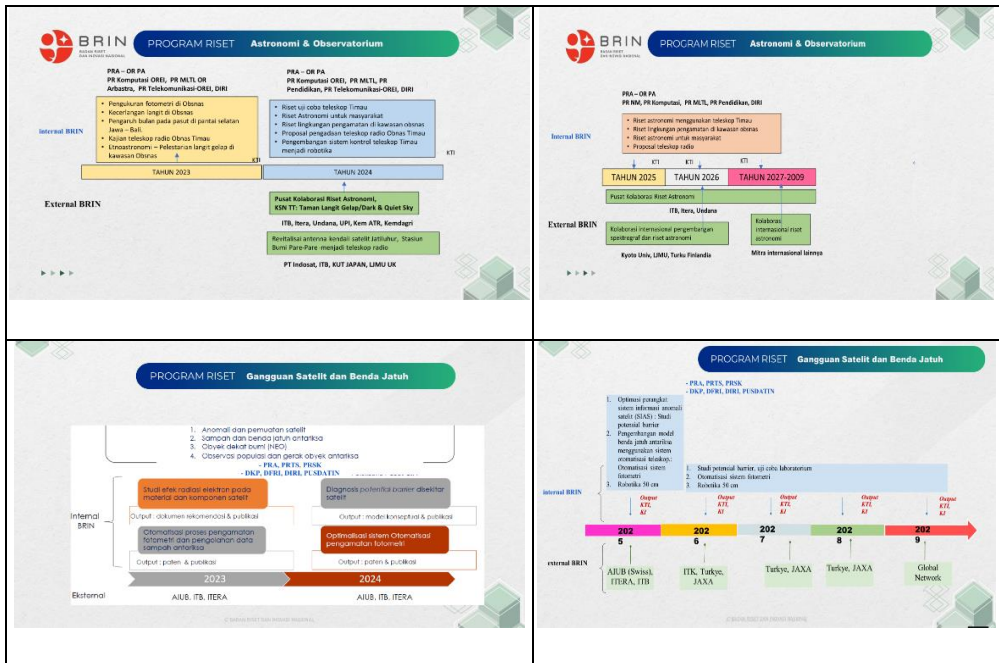 BRIN
BADAN RISET
DAN INOVASI NASIONAL
PROGRAM RISET Astronomi & Observatorium
PRA – OR PA
PR Komputasi OREI, PR MLTL OR
Arbastra, PR Telekomunikasi-OREI, DIRI
PRA – OR PA
PR Komputasi OREI, PR MLTL, PR
Pendidikan, PR Telekomunikasi-OREI, DIRI
Internal BRIN
• Pengukuran fotometri di Obsnas
• Kecerlangan langit di Obsnas
• Pengaruh bulan pada pasut di pantai selatan
Jawa – Bali.
• Kajian teleskop radio Obnas Timau
• Etnoastronomi – Pelestarian langit gelap di
kawasan Obsnas
KTI
• Riset uji coba teleskop Timau
• Riset Astronomi untuk masyarakat
• Riset lingkungan pengamatan di kawasan obsnas
• Proposal pengadaan teleskop radio Obnas Timau
• Pengembangan sistem kontrol teleskop Timau
menjadi robotika
KTI
TAHUN 2023
TAHUN 2024
External BRIN
Pusat Kolaborasi Riset Astronomi,
KSN TT: Taman Langit Gelap/Dark & Quiet Sky
ITB, Itera, Undana, UPI, Kem ATR, Kemdagri
Revitalisasi antenna kendali satelit Jatiluhur, Stasiun
Bumi Pare-Pare menjadi teleskop radio
PT Indosat, ITB, KUT JAPAN, LJMU UK
BRIN
BADAN RISET
DAN INOVASI NASIONAL
PROGRAM RISET Astronomi & Observatorium
PRA – OR PA
PR NM, PR Komputasi, PR MLTL, PR Pendidikan, DIRI
Internal BRIN
• Riset astronomi menggunakan teleskop Timau
• Riset lingkungan pengamatan di kawasan obsnas
• Riset astronomi untuk masyarakat
• Proposal teleskop radio
KTI
KTI
KTI
TAHUN 2025
TAHUN 2026
TAHUN 2027-2009
Pusat Kolaboras Riset Astronomi
ITB, Itera, Undana
External BRIN
Kolaborasi internasional pengembangan
spektrograf dan riset astronomi
Kyoto Univ, LJMU, Turku Finlandia
Kolaboras
internasional riset
astronomi
Mitra internasional lainnya
PROGRAM RISET Gangguan Satelit dan Benda Jatuh
1. Anomali dan pemuatan satelit
2. Sampah dan benda jatuh antariksa
3. Obyek dekat bumi (NEO)
4. Observasi populasi dan gerak obyek antariksa
- PRA, PRTS, PRSK
- DKP, DFRI, DIRI, PUSDATIN
Internal
BRIN
Studi efek radiasi elektron pada
material dan komponen satelit
Output : dokumen rekomendasi & publikasi
Otomatisasi proses pengamatan
fotometri dan pengolahan data
sampah antariksa
Output : paten & publikasi
Diagnosis potential barrier disekitar
satelit
Output : model konseptual & publikasi
Optimalisasi sistem Otomatisasi
pengamatan fotometri
Output : paten & publikasi
2023
2024
Eksternal
AIUB, ITB, ITERA
AIUB, ITB, ITERA
PROGRAM RISET Gangguan Satelit dan Benda Jatuh
- PRA, PRTS, PRSK
- DKP, DFRI, DIRI, PUSDATIN
1. Optimasi perangkat
sistem informasi anomali
satelit (SIAS) : Studi
potensial barrier
2. Pengembangan model
benda jatuh antariksa
menggunakan sistem
otomatisasi teleskop.:
Otomatisasi sistem
fotometri
3. Robotika 50 cm
1. Studi potensial barrier, uji coba laboratorium
2. Otomatisasi sistem fotometri
3. Robotika 50 cm
internal BRIN
Output
KTI,
KI
Output
KTI,
KI
Output
KTI,
KI
Output
KTI,
KI
Output
KTI,
KI
202
5
202
6
202
7
202
8
202
9
external BRIN
AIUB (Swiss),
ITERA, ITB
ITK, Turkye,
JAXA
Turkye, JAXA
Turkye, JAXA
Global
Network